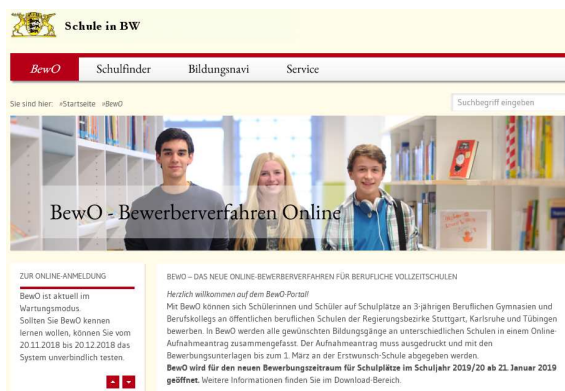 Schule in BW
BewO Schulfinder Bildungsnavi Service
Sie sind hier: »Startseite »BewO
Suchbegriff eingeben
BewO - Bewerberverfahren Online
ZUR ONLINE-ANMELDUNG
BewO ist aktuell im
Wartungsmodus.
Sollten Sie BewO kennen
lernen wollen, können Sie vom
20.11.2018 bis 20.12.2018 das
System unverbindlich testen.
BEWO – DAS NEUE ONLINE-BEWERBERVERFAHREN FÜR BERUFLICHE VOLLZEITSCHULEN
Herzlich willkommen auf dem BewO-Portal!
Mit BewO können sich Schülerinnen und Schüler auf Schulplätze an 3-jährigen Beruflichen Gymnasien und
Berufskollegs an öffentlichen beruflichen Schulen der Regierungsbezirke Stuttgart, Karlsruhe und Tübingen
bewerben. In BewO werden alle gewünschten Bildungsgänge an unterschiedlichen Schulen in einem Online-
Aufnahmeantrag zusammengefasst. Der Aufnahmeantrag muss ausgedruckt und mit den
Bewerbungsunterlagen bis zum 1. März an der Erstwunsch-Schule abgegeben werden.
BewO wird für den neuen Bewerbungszeitraum für Schulplätze im Schuljahr 2019/20 ab 21. Januar 2019
geöffnet. Weitere Informationen finden Sie im Download-Bereich.